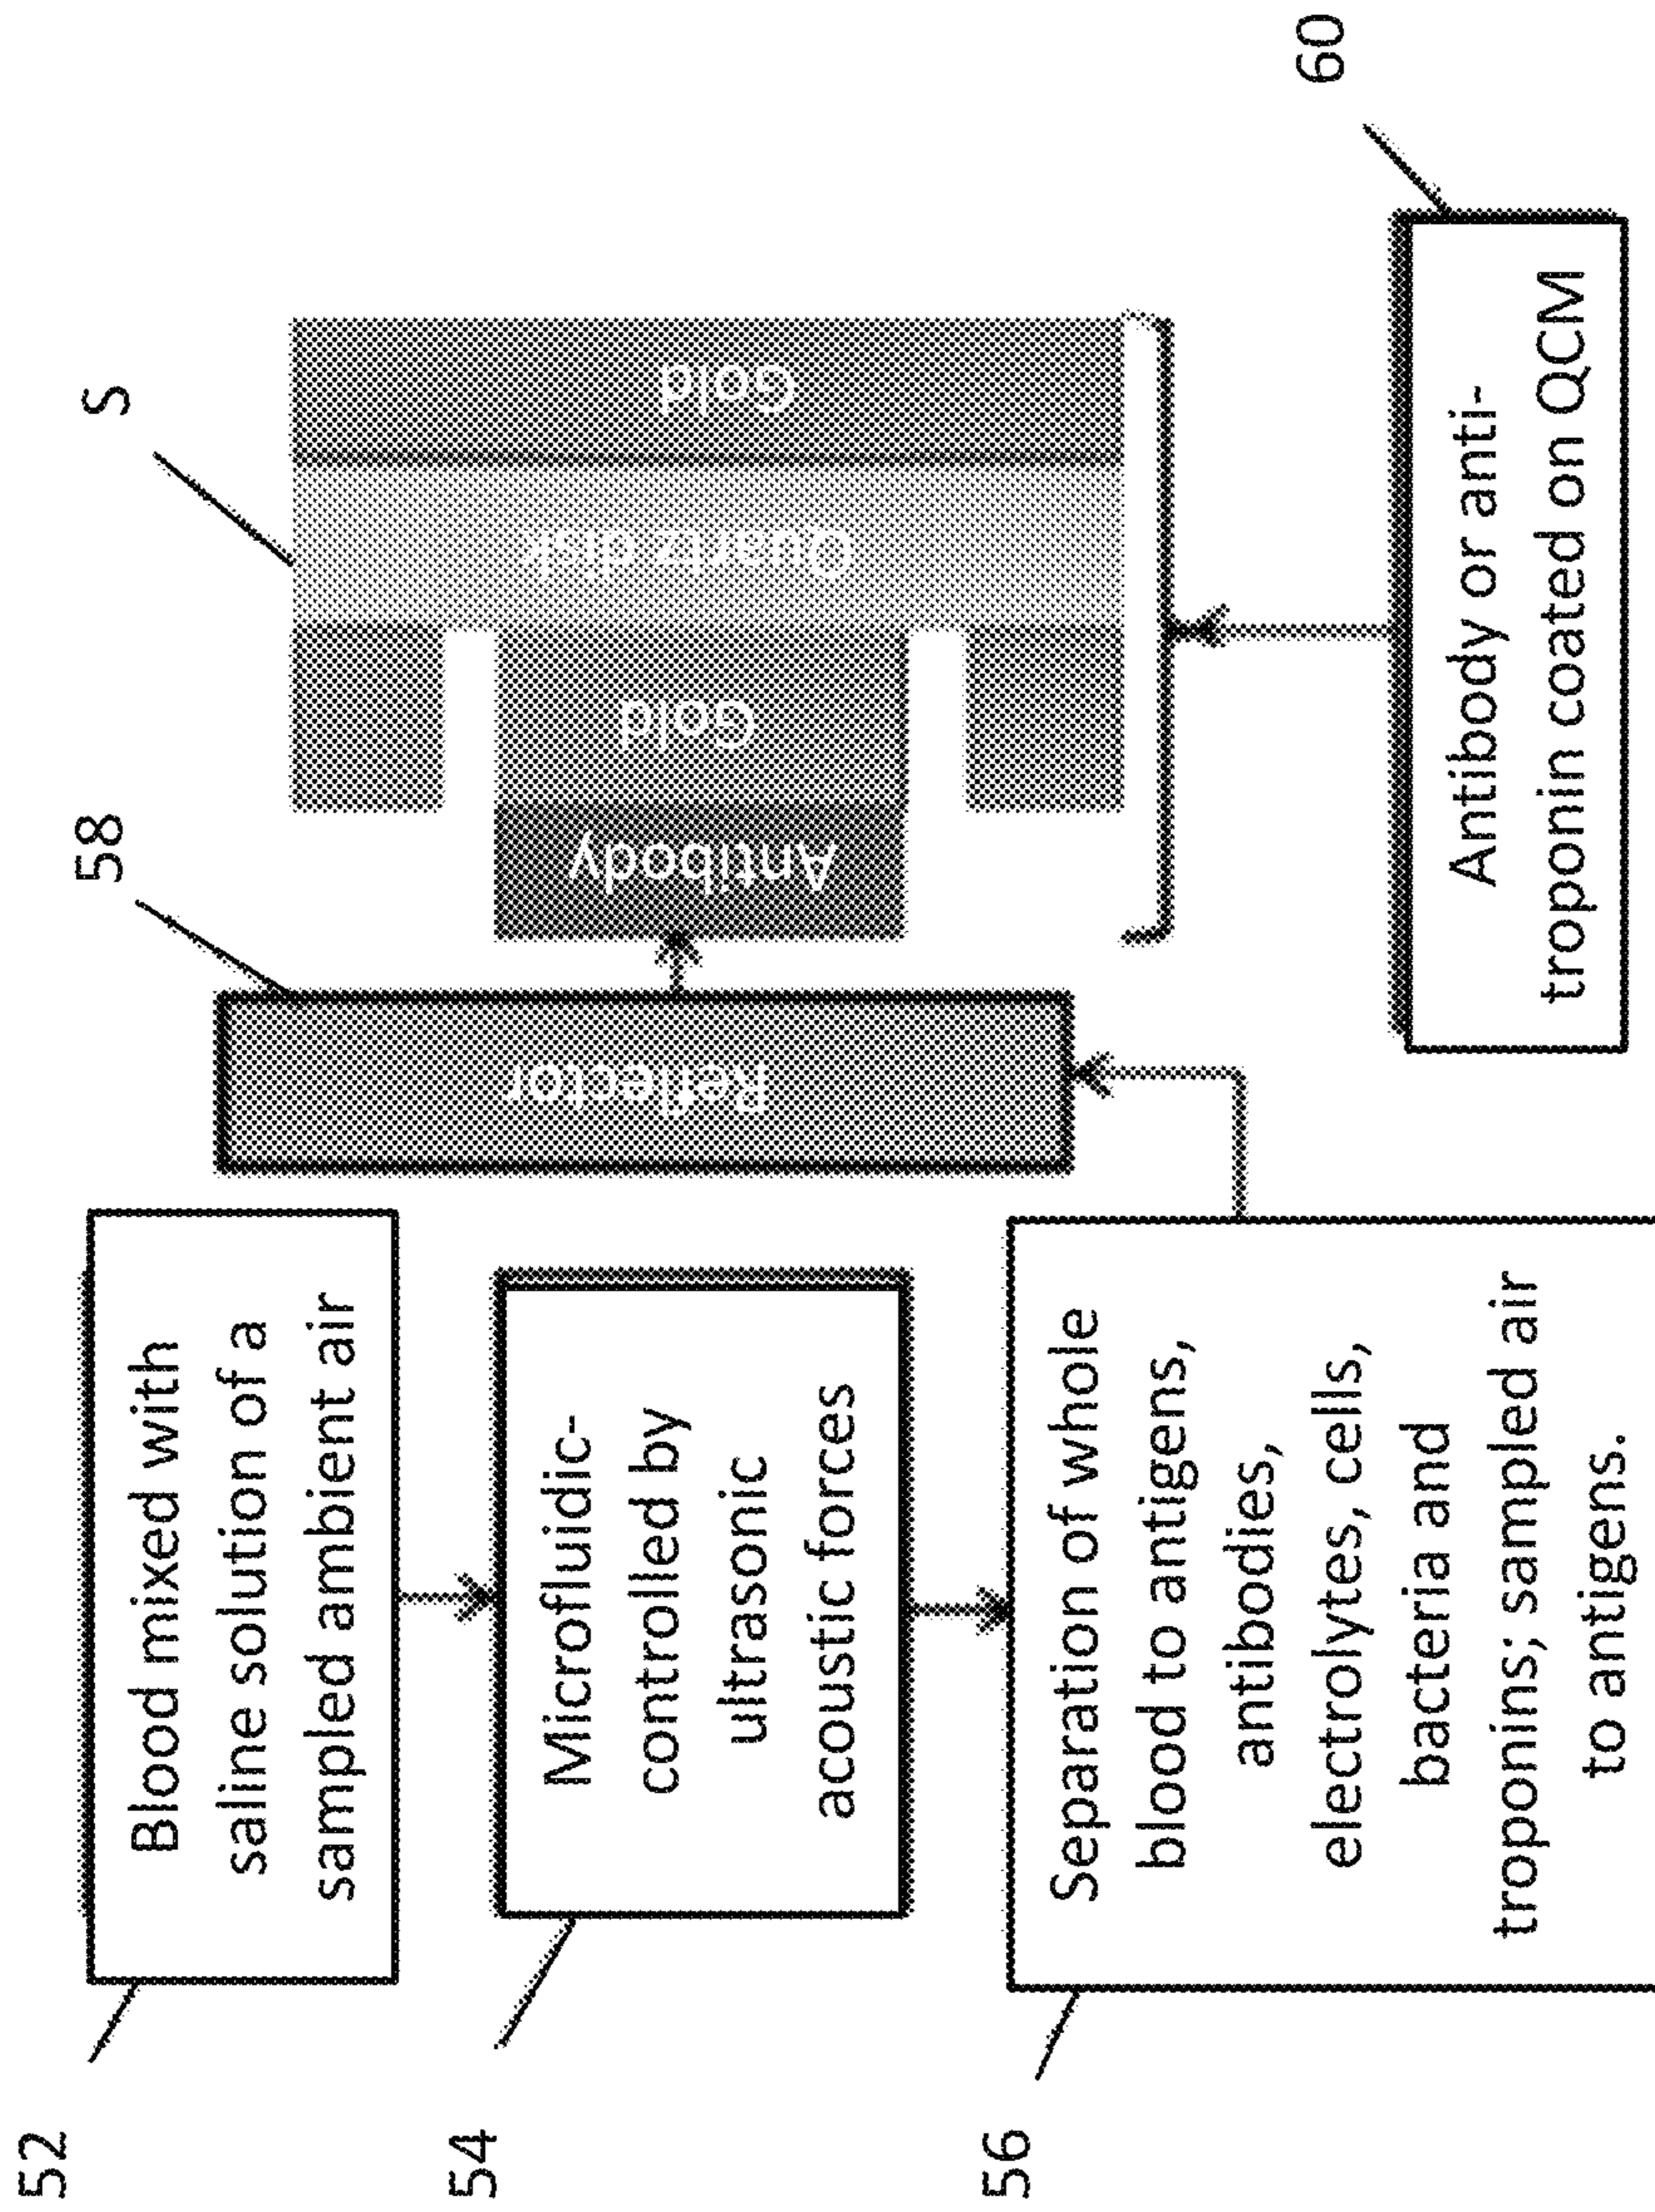 52
Blood mixed with
saline solution of a
sampled ambient air
54
Microfluidic-
controlled by
ultrasonic
acoustic forces
56
Separation of whole
blood to antigens,
antibodies,
electrolytes, cells,
bacteria and
troponins; sampled air
to antigens.
58
Reflector
Antibody
Gold
Quartz disk
Gold
S
60
Antibody or anti-
troponin coated on QCM